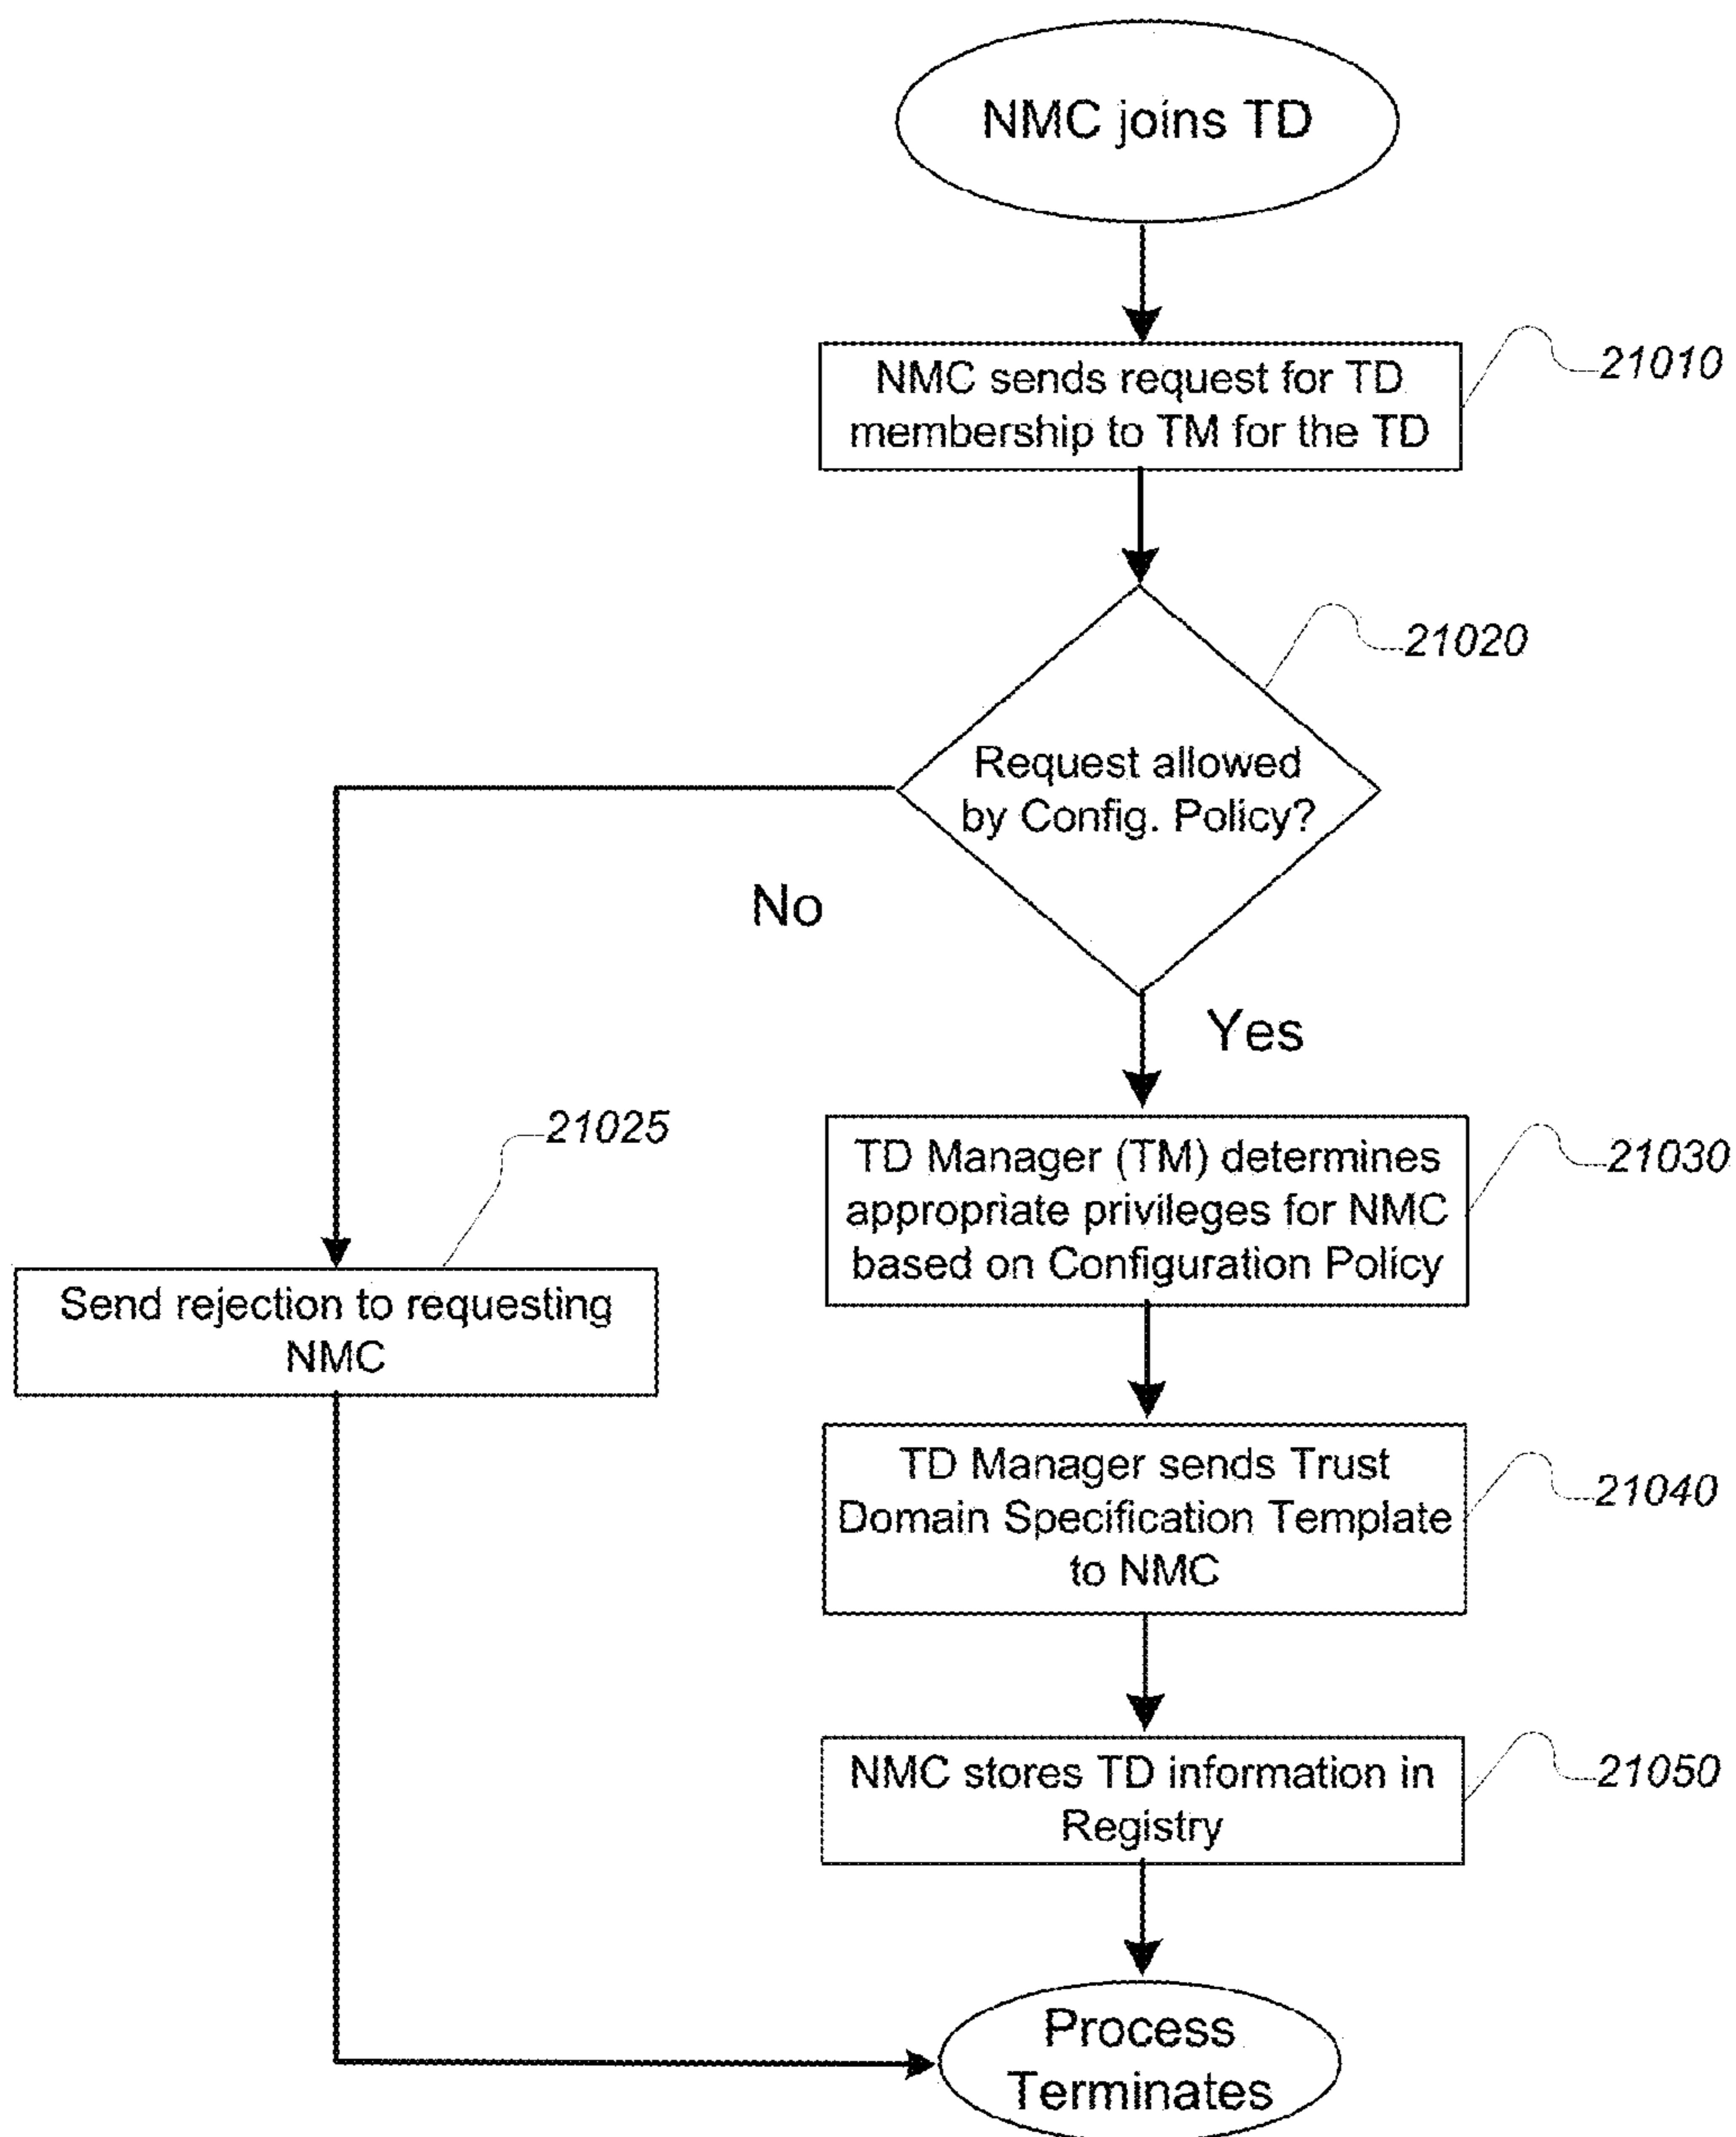 NMC joins TD
NMC sends request for TD
membership to TM for the TD
21010
21020
Request allowed
by Config. Policy?
No
Yes
21025
Send rejection to requesting
NMC
TD Manager (TM) determines
appropriate privileges for NMC
based on Configuration Policy
21030
TD Manager sends Trust
Domain Specification Template
to NMC
21040
NMC stores TD information in
Registry
21050
Process
Terminates